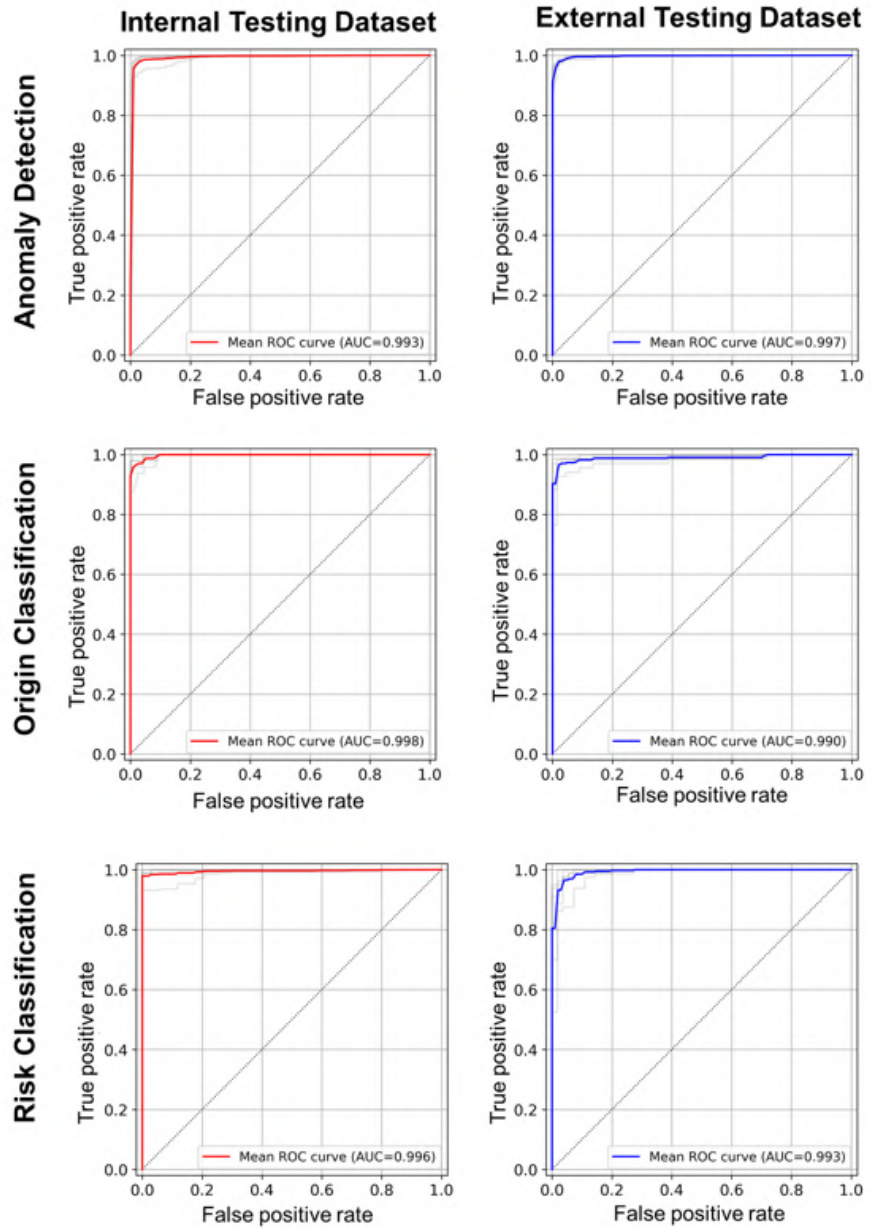 Internal Testing Dataset
External Testing Dataset
Anomaly Detection
True positive rate
1.0
0.8
0.6
0.4
0.2
0.0
Mean ROC curve (AUC=0.993)
0.0 0.2 0.4 0.6 0.8 1.0
False positive rate
True positive rate
1.0
0.8
0.6
0.4
0.2
0.0
Mean ROC curve (AUC=0.997)
0.0 0.2 0.4 0.6 0.8 1.0
False positive rate
Origin Classification
True positive rate
1.0
0.8
0.6
0.4
0.2
0.0
Mean ROC curve (AUC=0.998)
0.0 0.2 0.4 0.6 0.8 1.0
False positive rate
True positive rate
1.0
0.8
0.6
0.4
0.2
0.0
Mean ROC curve (AUC=0.990)
0.0 0.2 0.4 0.6 0.8 1.0
False positive rate
Risk Classification
True positive rate
1.0
0.8
0.6
0.4
0.2
0.0
Mean ROC curve (AUC=0.996)
0.0 0.2 0.4 0.6 0.8 1.0
False positive rate
True positive rate
1.0
0.8
0.6
0.4
0.2
0.0
Mean ROC curve (AUC=0.993)
0.0 0.2 0.4 0.6 0.8 1.0
False positive rate